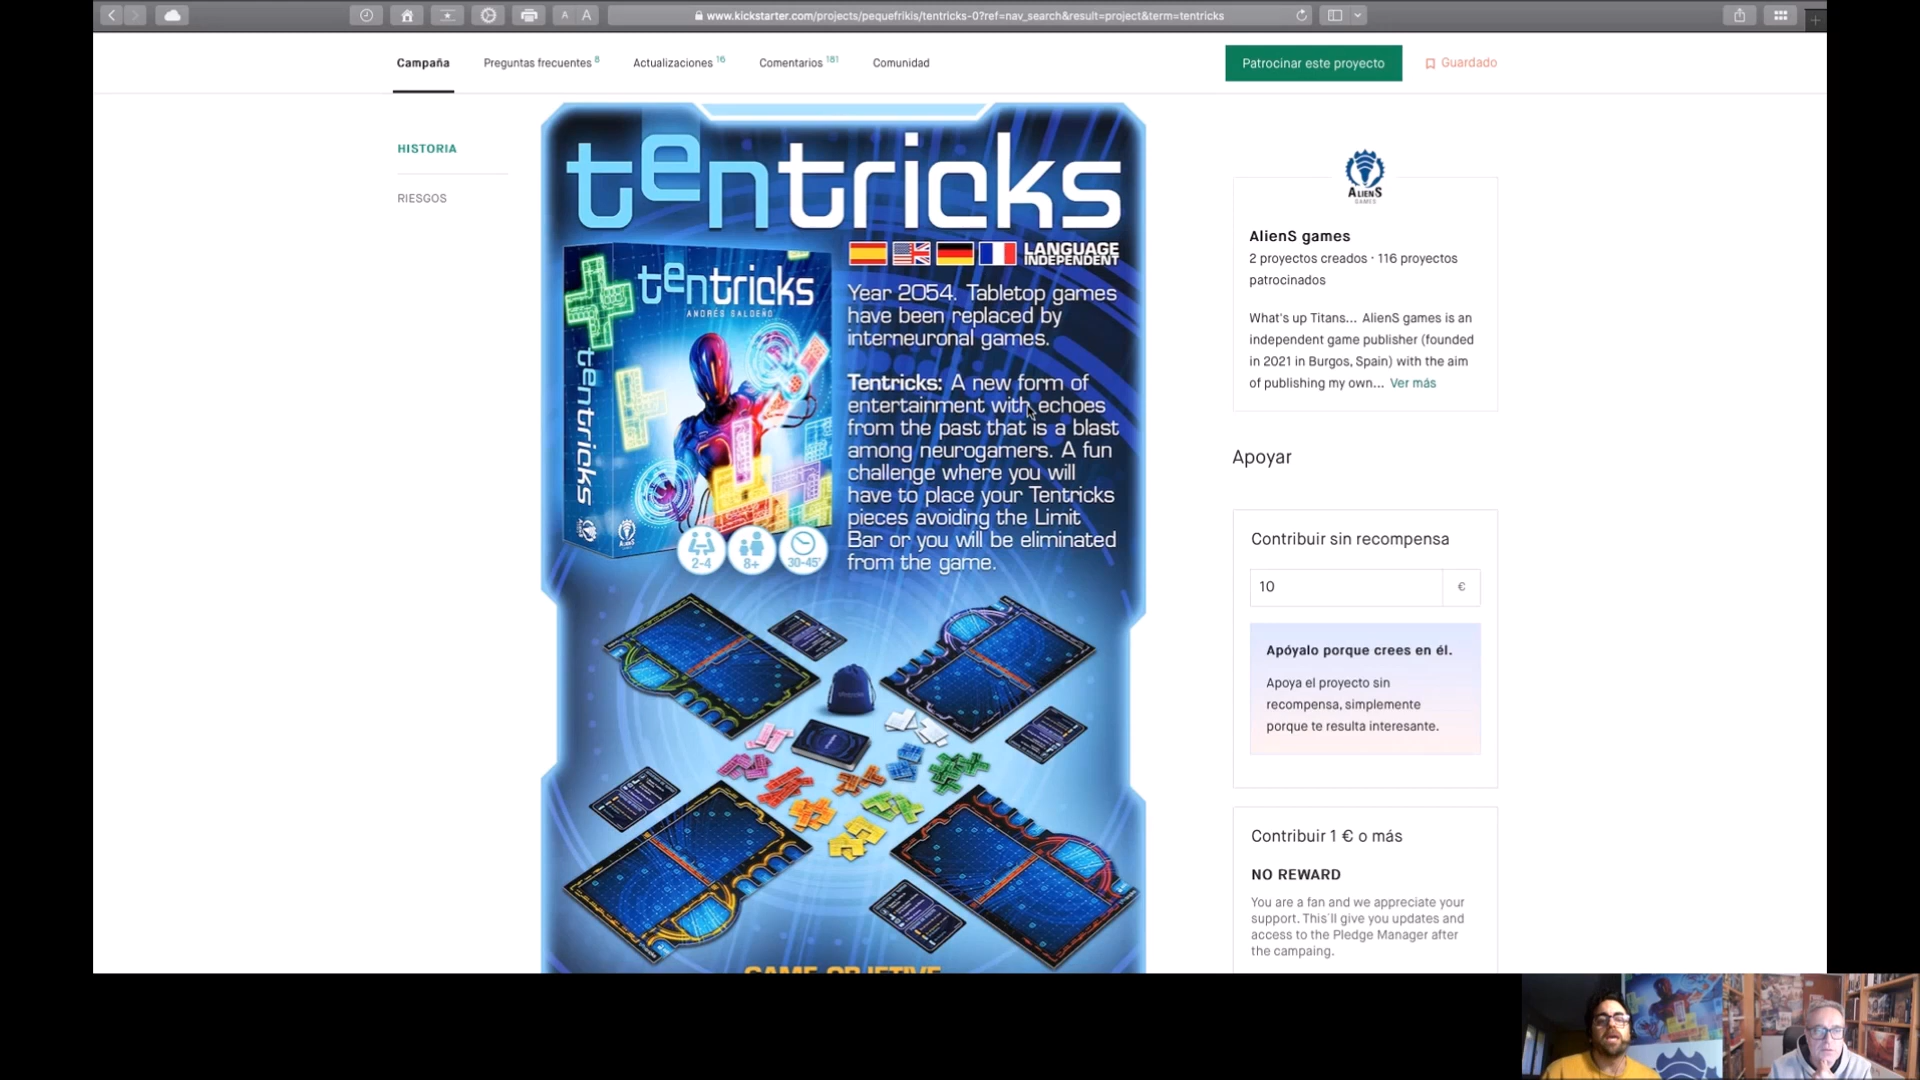 www.kickstarter.com/projects/pequefrikis/tentricks-0?ref=nav_search&result=project&term=tentricks
A A
Campaña
Preguntas frecuentes 8
Actualizaciones 16
Comentarios 181
Comunidad
Patrocinar este proyecto
Guardado
HISTORIA
RIESGOS
tentricks
LANGUAGE
INDEPENDENT
tentricks
ANDRÉS BALDEÑO
tentricks
2-4
8+
30-45'
Year 2054. Tabletop games
have been replaced by
interneuronal games.
Tentricks: A new form of
entertainment with echoes
from the past that is a blast
among neurogamers. A fun
challenge where you will
have to place your Tentricks
pieces avoiding the Limit
Bar or you will be eliminated
from the game.
GAME OBJETIVE
ALIENS
GAMES
AlienS games
2 proyectos creados · 116 proyectos
patrocinados
What's up Titans... AlienS games is an
independent game publisher (founded
in 2021 in Burgos, Spain) with the aim
of publishing my own... Ver más
Apoyar
Contribuir sin recompensa
10 €
Apóyalo porque crees en él.
Apoya el proyecto sin
recompensa, simplemente
porque te resulta interesante.
Contribuir 1 € o más
NO REWARD
You are a fan and we appreciate your
support. This´ll give you updates and
access to the Pledge Manager after
the campaing.